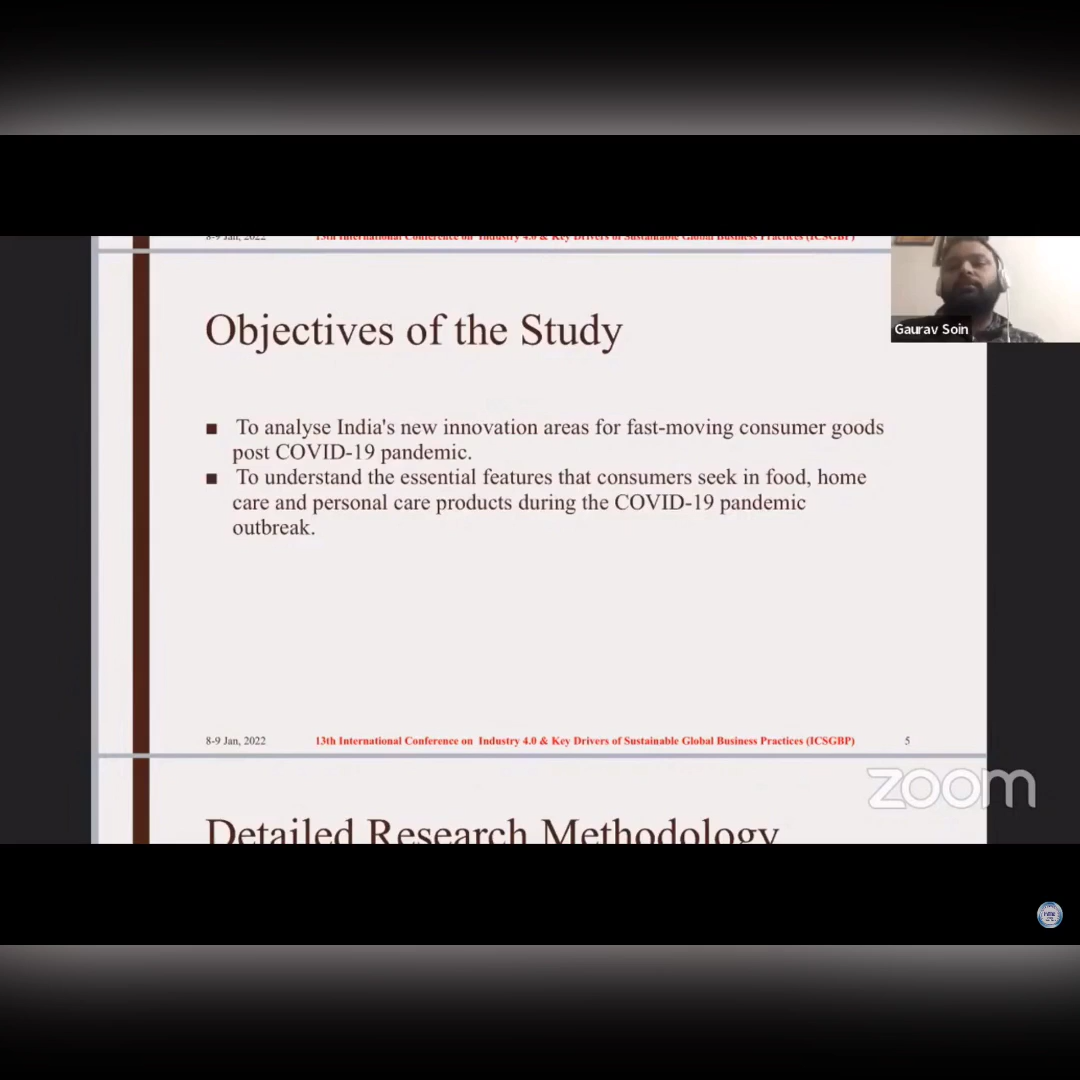 8-9 Jan, 2022 13th International Conference on Industry 4.0 & Key Drivers of Sustainable Global Business Practices (ICSGBP)
Gaurav Soin
Objectives of the Study
■ To analyse India's new innovation areas for fast-moving consumer goods
post COVID-19 pandemic.
■ To understand the essential features that consumers seek in food, home
care and personal care products during the COVID-19 pandemic
outbreak.
8-9 Jan, 2022 13th International Conference on Industry 4.0 & Key Drivers of Sustainable Global Business Practices (ICSGBP) 5
zoom
Detailed Research Methodology